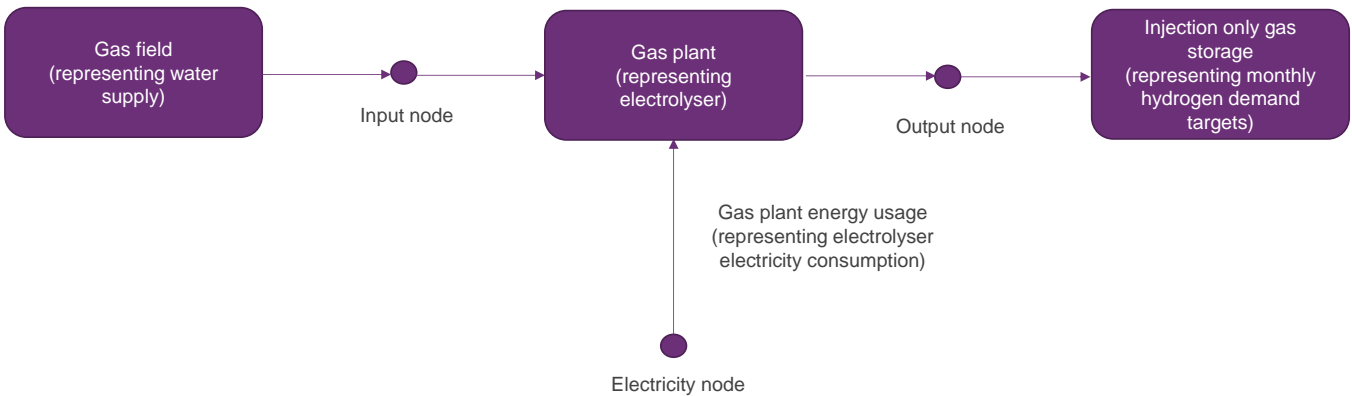 Gas field
(representing water
supply)
Input node
Gas plant
(representing
electrolyser)
Output node
Injection only gas
storage
(representing monthly
hydrogen demand
targets)
Gas plant energy usage
(representing electrolyser
electricity consumption)
Electricity node